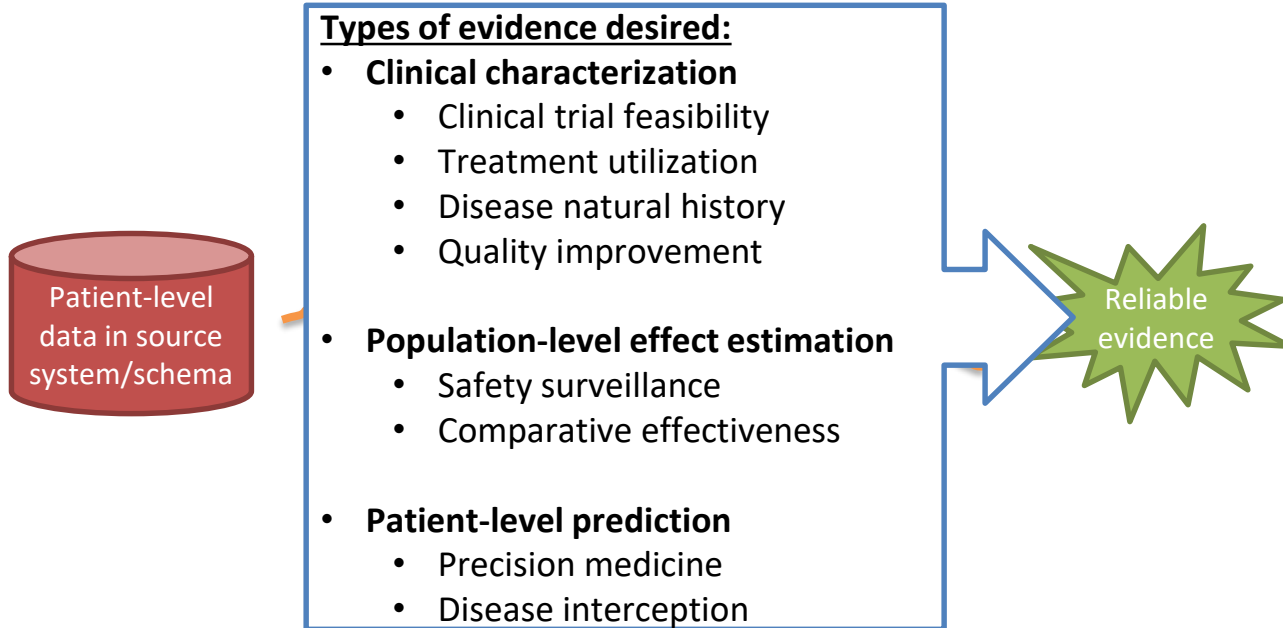 Types of evidence desired:
• Clinical characterization
• Clinical trial feasibility
• Treatment utilization
• Disease natural history
• Quality improvement
• Population-level effect estimation
• Safety surveillance
• Comparative effectiveness
• Patient-level prediction
• Precision medicine
• Disease interception
Patient-level
data in source
system/schema
Reliable
evidence